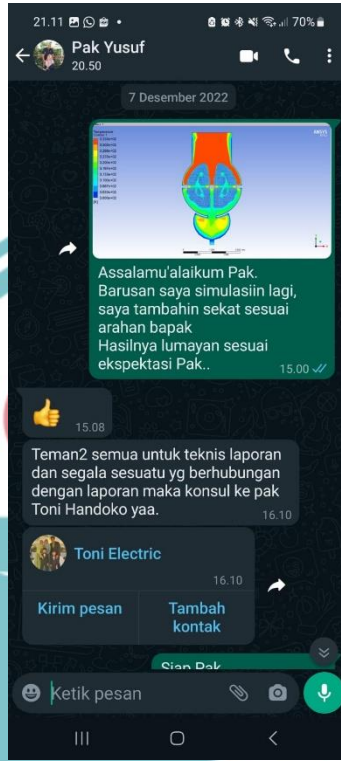 21.11
70%
Pak Yusuf
20.50
7 Desember 2022
Assalamu'alaikum Pak.
Barusan saya simulasiin lagi,
saya tambahin sekat sesuai
arahan bapak
Hasilnya lumayan sesuai
ekspektasi Pak..
15.00
15.08
Teman2 semua untuk teknis laporan
dan segala sesuatu yg berhubungan
dengan laporan maka konsul ke pak
Toni Handoko yaa.
16.10
Toni Electric
16.10
Kirim pesan
Tambah
kontak
Siap Pak
Ketik pesan